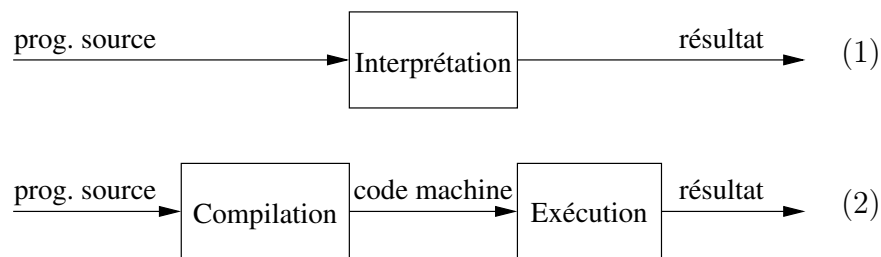 prog. source
Interprétation
résultat
(1)
prog. source
Compilation
code machine
Exécution
résultat
(2)